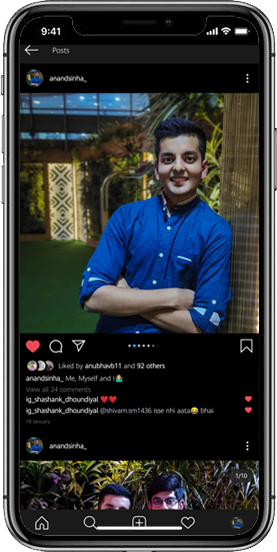 9:41
Posts
anandsinha_
Liked by anubhavb11 and 92 others
anandsinha_ Me, Myself and I🤷🏻‍♂️
View all 24 comments
ig_shashank_dhoundiyal ❤️❤️
ig_shashank_dhoundiyal @shivam.sm1436 isse nhi aata😂 bhai
18 January
anandsinha_
1/10